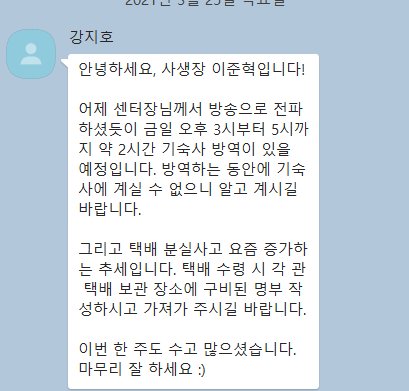 2021년 3월 25일 목요일
강지호
안녕하세요, 사생장 이준혁입니다!
어제 센터장님께서 방송으로 전파
하셨듯이 금일 오후 3시부터 5시까
지 약 2시간 기숙사 방역이 있을
예정입니다. 방역하는 동안에 기숙
사에 계실 수 없으니 알고 계시길
바랍니다.
그리고 택배 분실사고 요즘 증가하
는 추세입니다. 택배 수령 시 각 관
택배 보관 장소에 구비된 명부 작
성하시고 가져가 주시길 바랍니다.
이번 한 주도 수고 많으셨습니다.
마무리 잘 하세요 :)